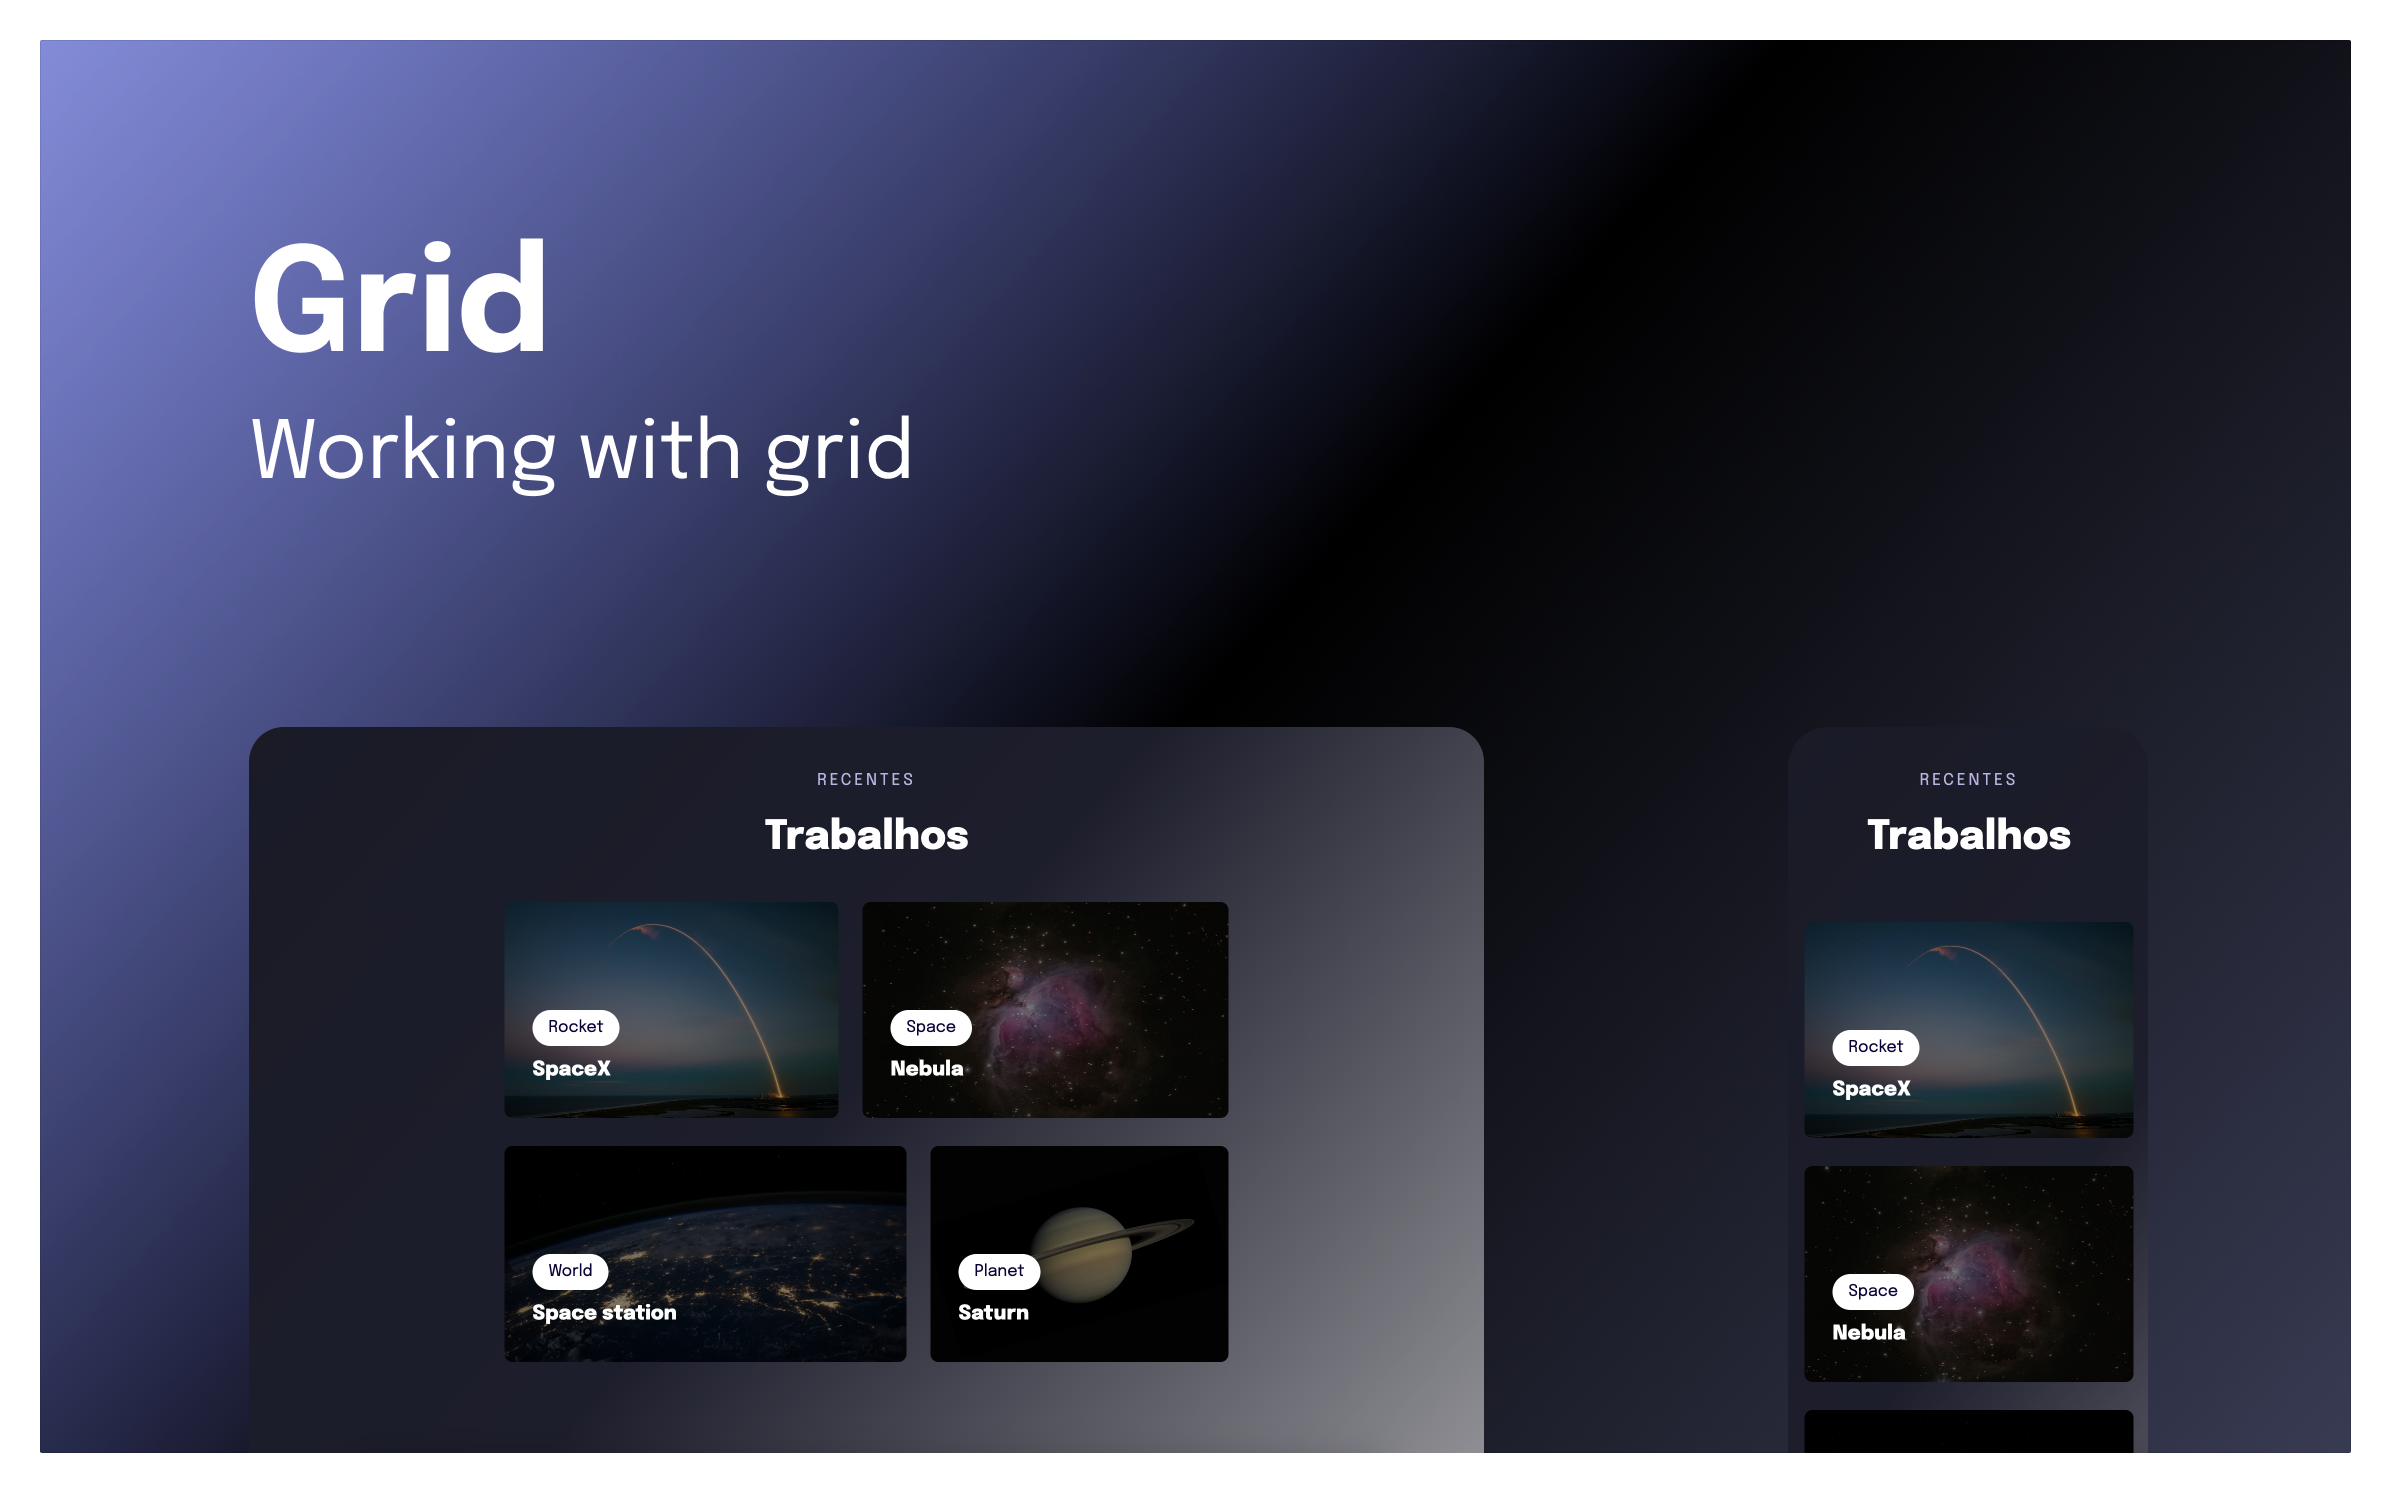 Grid
Working with grid
RECENTES
Trabalhos
Rocket
SpaceX
Space
Nebula
World
Space station
Planet
Saturn
RECENTES
Trabalhos
Rocket
SpaceX
Space
Nebula